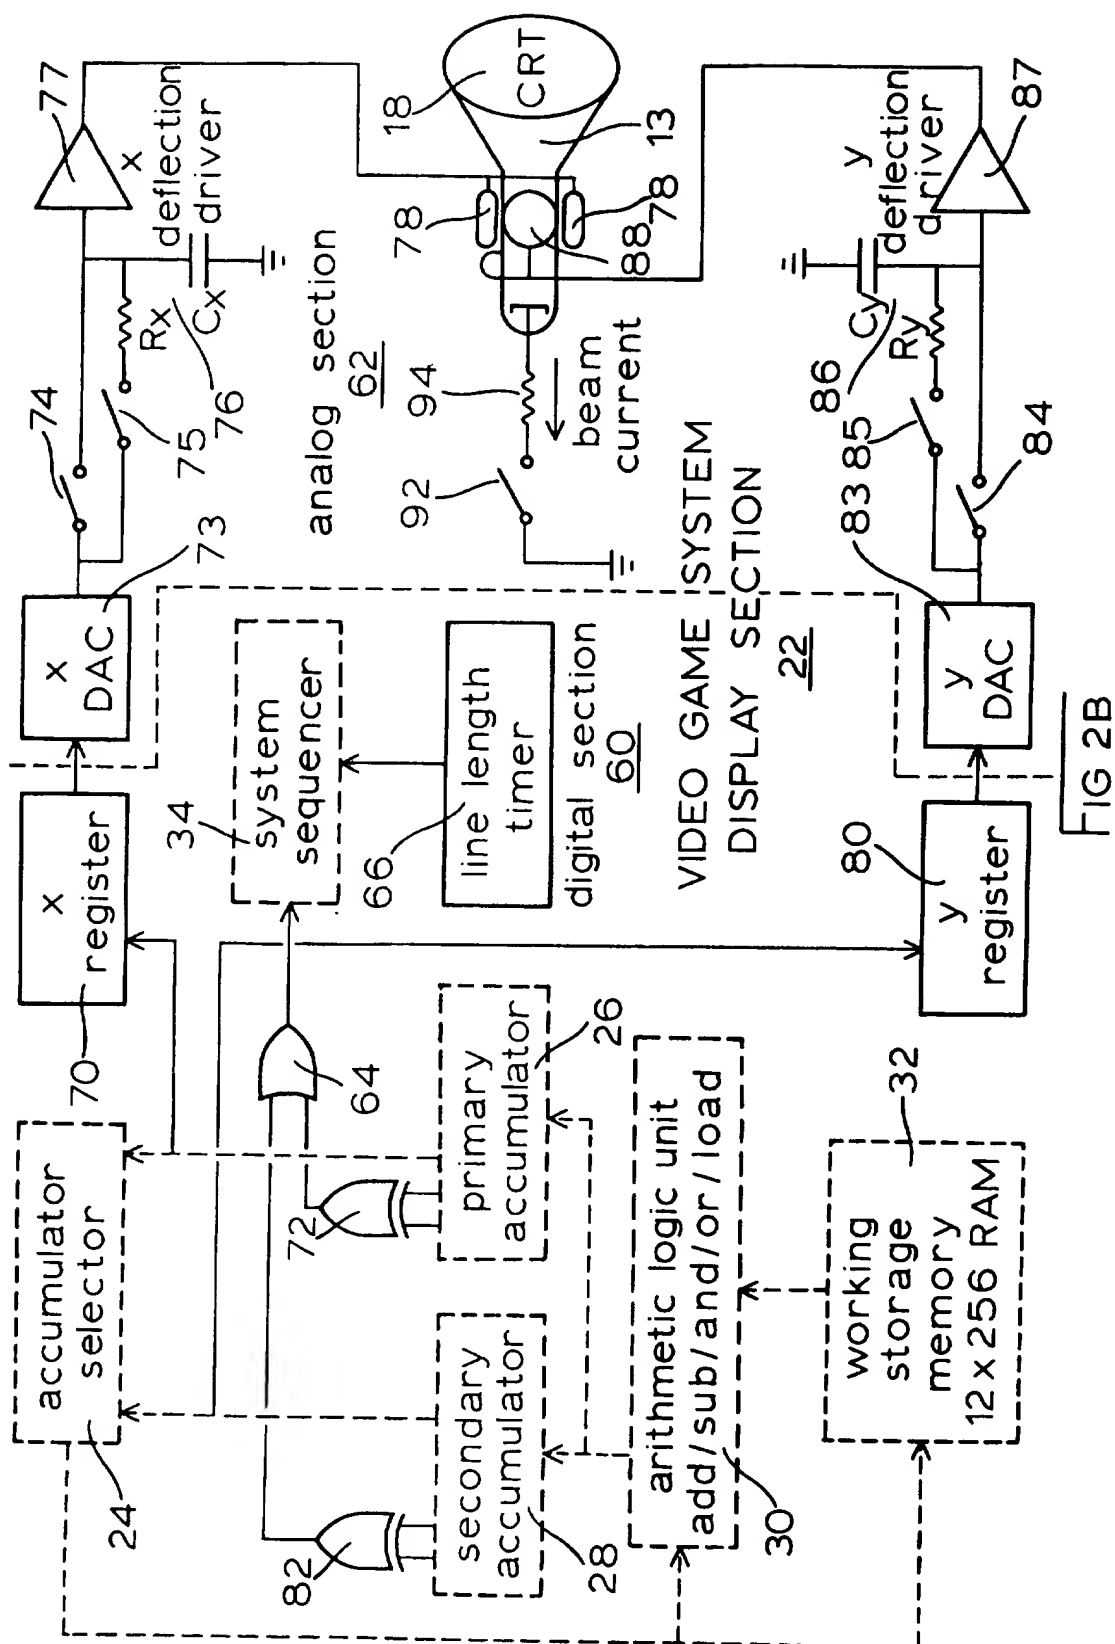 accumulator
selector
24
x
register
70
x
DAC
73
74
75
76
Rx
Cx
77
x
deflection
driver
34
system
sequencer
66
line length
timer
digital section
60
analog section
62
18
CRT
13
78
88
78
94
92
beam
current
VIDEO GAME SYSTEM
DISPLAY SECTION
22
64
72
82
primary
accumulator
26
secondary
accumulator
28
arithmetic logic unit
add/sub/and/or/load
30
working
storage
memory
12x256 RAM
32
80
y
register
y
DAC
83
84
85
86
Ry
Cy
y
deflection
driver
87
FIG 2B